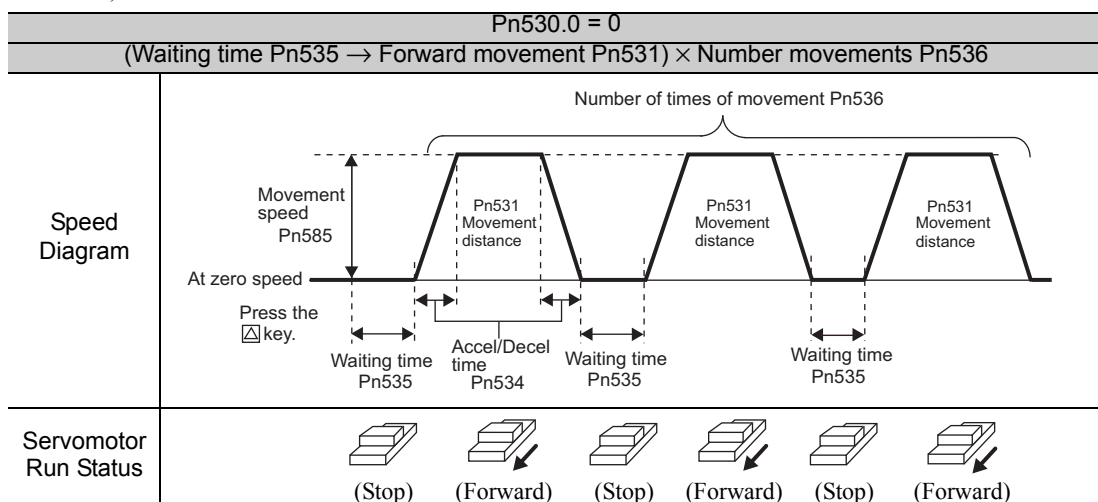 Pn530.0 = 0
(Waiting time Pn535 → Forward movement Pn531) × Number movements Pn536
Speed
Diagram
Number of times of movement Pn536
Movement
speed
Pn585
Pn531
Movement
distance
Pn531
Movement
distance
Pn531
Movement
distance
At zero speed
Press the
△ key.
Waiting time
Pn535
Accel/Decel
time
Pn534
Waiting time
Pn535
Waiting time
Pn535
Servomotor
Run Status
(Stop) (Forward) (Stop) (Forward) (Stop) (Forward)